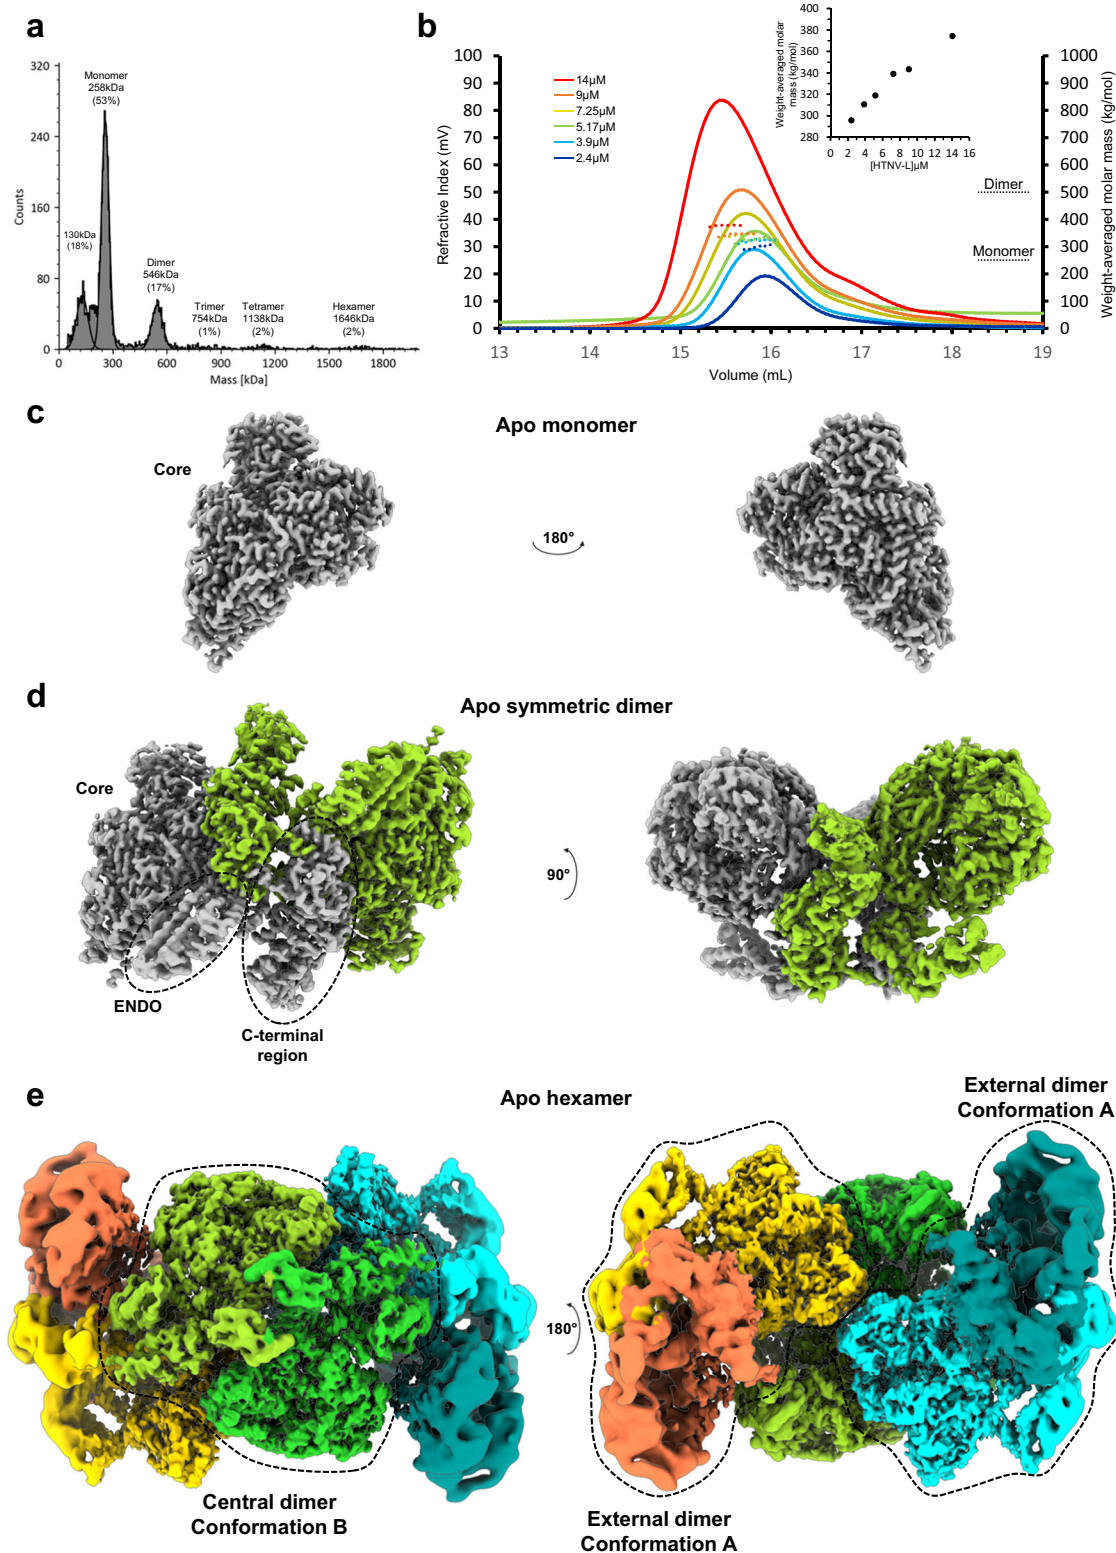 a
320
240
160
80
0
Counts
Monomer
258kDa
(53%)
130kDa
(18%)
Dimer
546kDa
(17%)
Trimer
754kDa
(1%)
Tetramer
1138kDa
(2%)
Hexamer
1646kDa
(2%)
0 300 600 900 1200 1500 1800
Mass [kDa]
b
100
90
80
70
60
50
40
30
20
10
0
Refractive Index (mV)
14µM
9µM
7.25µM
5.17µM
3.9µM
2.4µM
13 14 15 16 17 18 19
Volume (mL)
1000
900
800
700
600
500
400
300
200
100
0
Weight-averaged molar mass (kg/mol)
Dimer
Monomer
Weight-averaged molar
mass (kg/mol)
400
380
360
340
320
300
280
0 2 4 6 8 10 12 14 16
[HTNV-L]µM
c
Apo monomer
Core
180°
d
Apo symmetric dimer
Core
90°
ENDO
C-terminal
region
e
Apo hexamer
External dimer
Conformation A
180°
Central dimer
Conformation B
External dimer
Conformation A